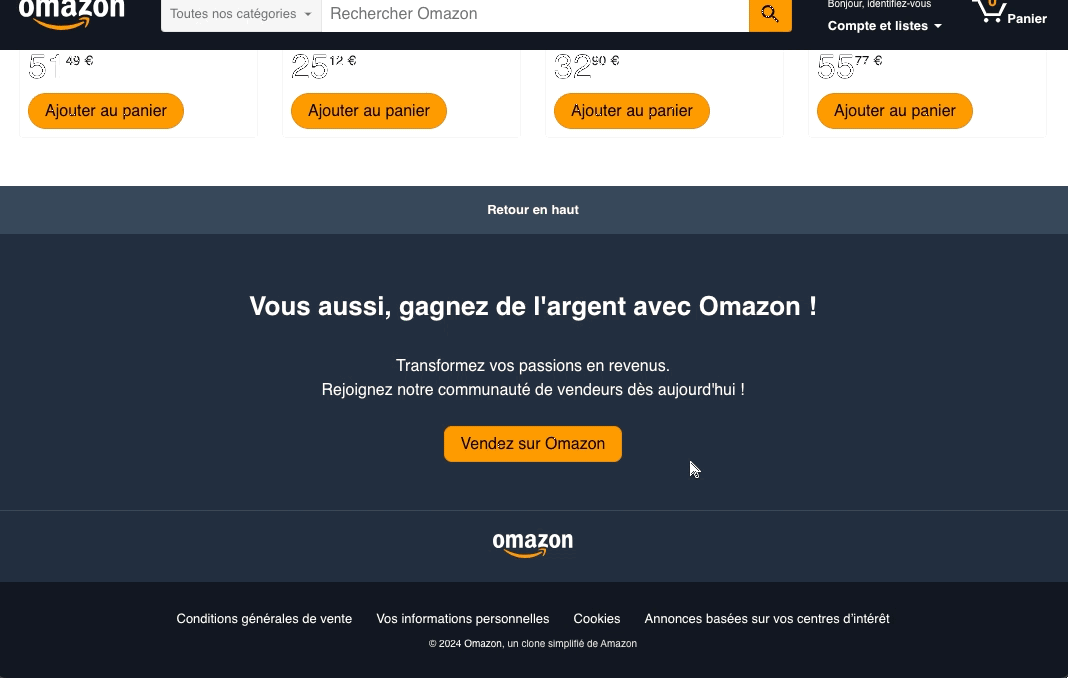 omazon
Toutes nos catégories
Rechercher Omazon
Bonjour, identifiez-vous
Compte et listes
0
Panier
51 49 €
25 12 €
32 90 €
55 77 €
Ajouter au panier
Ajouter au panier
Ajouter au panier
Ajouter au panier
Retour en haut
Vous aussi, gagnez de l'argent avec Omazon !
Transformez vos passions en revenus.
Rejoignez notre communauté de vendeurs dès aujourd'hui !
Vendez sur Omazon
omazon
Conditions générales de vente
Vos informations personnelles
Cookies
Annonces basées sur vos centres d'intérêt
© 2024 Omazon, un clone simplifié de Amazon